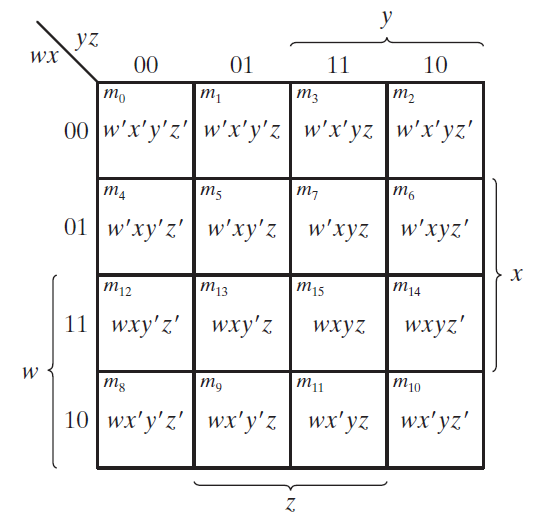 y
yz
wx
00 01 11 10
m₀ m₁ m₃ m₂
00 w'x'y'z' w'x'y'z w'x'yz w'x'yz'
m₄ m₅ m₇ m₆
01 w'xy'z' w'xy'z w'xyz w'xyz'
x
m₁₂ m₁₃ m₁₅ m₁₄
11 wxy'z' wxy'z wxyz wxyz'
w
m₈ m₉ m₁₁ m₁₀
10 wx'y'z' wx'y'z wx'yz wx'yz'
z